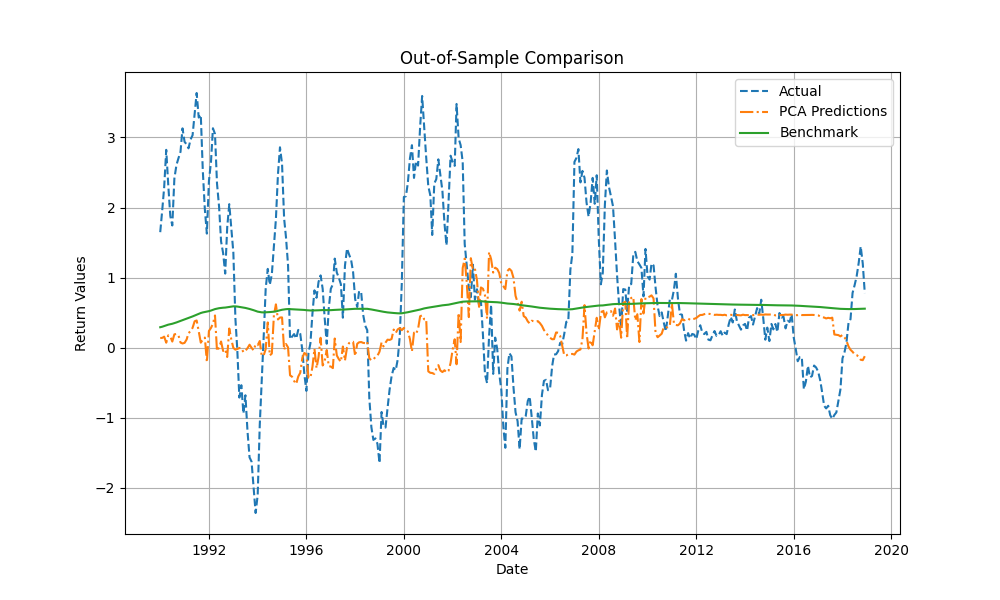 Out-of-Sample Comparison
Actual
PCA Predictions
Benchmark
Return Values
3
2
1
0
−1
−2
1992 1996 2000 2004 2008 2012 2016 2020
Date